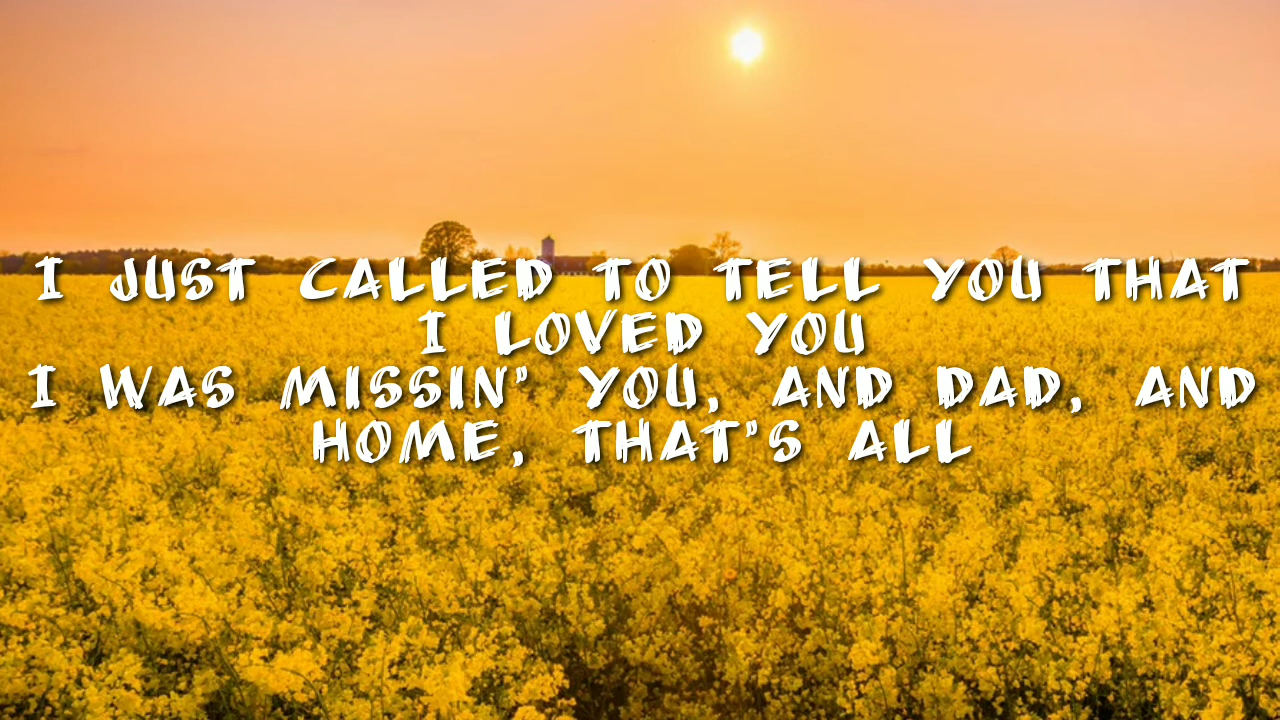 I JUST CALLED TO TELL YOU THAT
I LOVED YOU
I WAS MISSIN' YOU, AND DAD, AND
HOME, THAT'S ALL